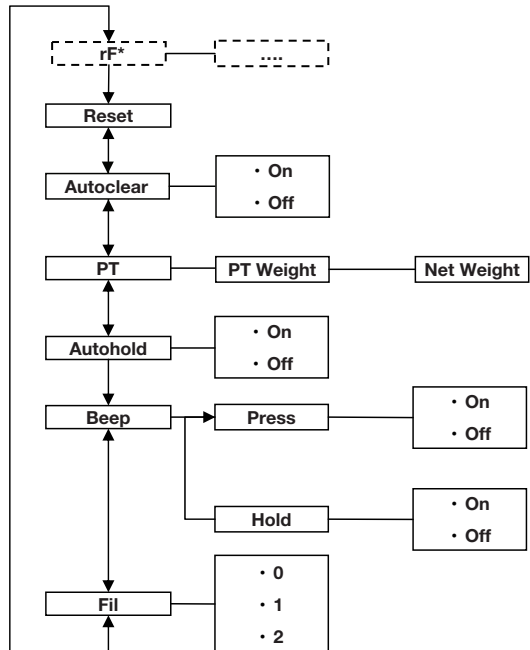 rF*
....
Reset
Autoclear
・ On
・ Off
PT
PT Weight
Net Weight
Autohold
・ On
・ Off
Beep
Press
・ On
・ Off
Hold
・ On
・ Off
Fil
・ 0
・ 1
・ 2